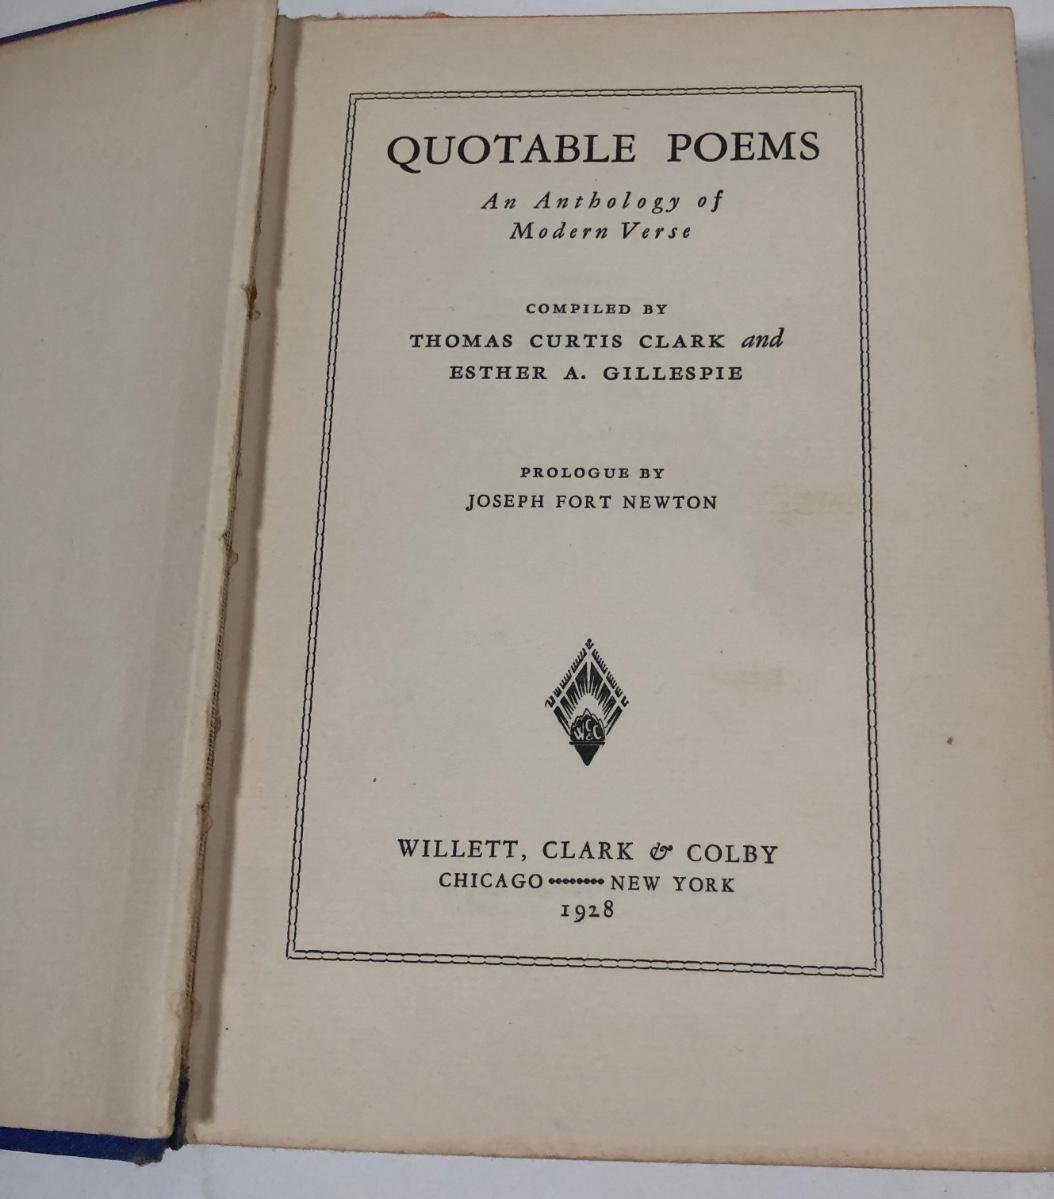 QUOTABLE POEMS
An Anthology of
Modern Verse
COMPILED BY
THOMAS CURTIS CLARK and
ESTHER A. GILLESPIE
PROLOGUE BY
JOSEPH FORT NEWTON
WC&C
WILLETT, CLARK & COLBY
CHICAGO NEW YORK
1928